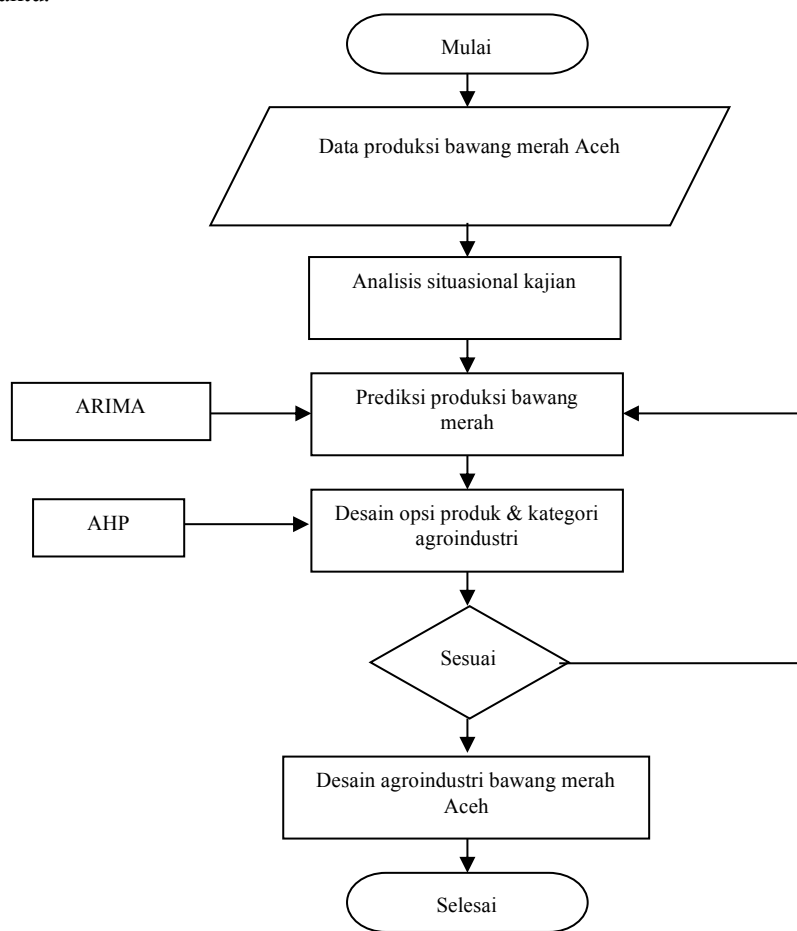 Mulai
Data produksi bawang merah Aceh
Analisis situasional kajian
ARIMA
Prediksi produksi bawang
merah
AHP
Desain opsi produk & kategori
agroindustri
Sesuai
Desain agroindustri bawang merah
Aceh
Selesai